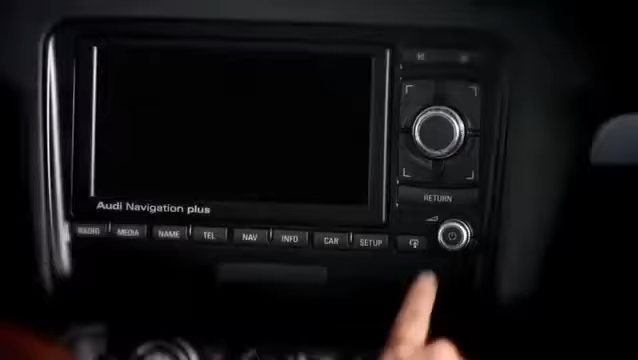 RETURN
Audi Navigation plus
RADIO
MEDIA
NAME
TEL
NAV
INFO
CAR
SETUP